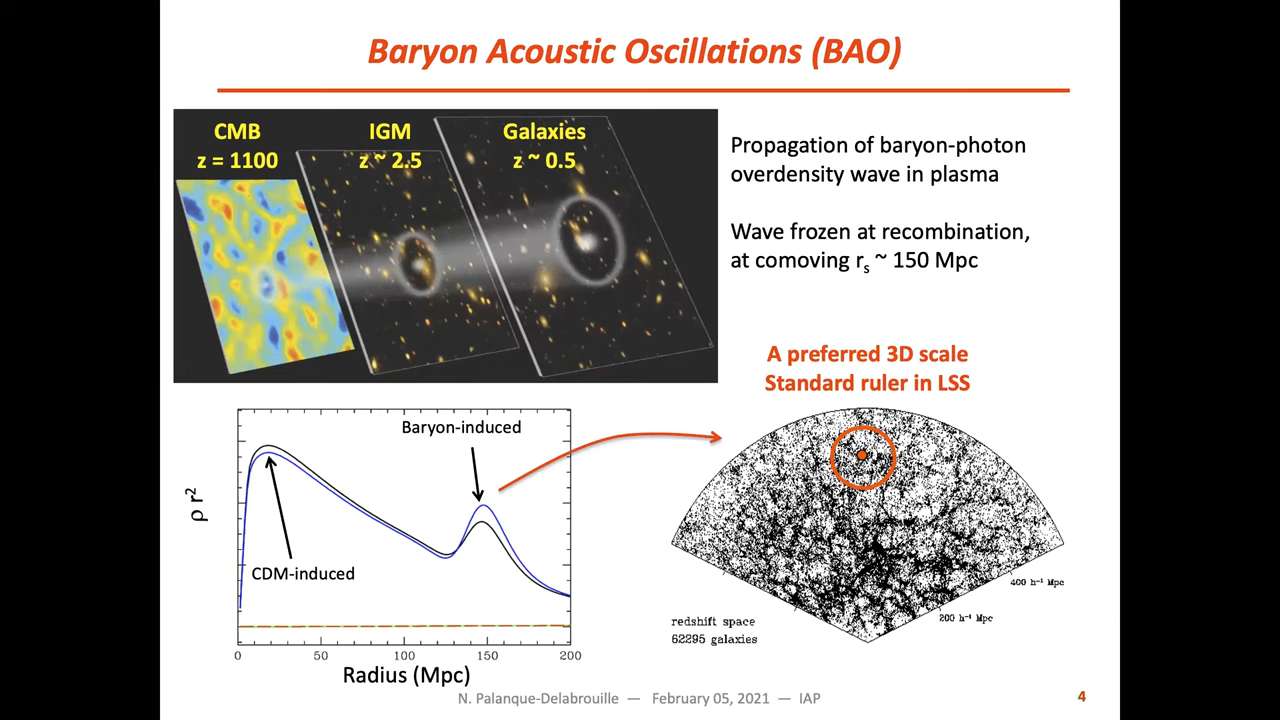 Baryon Acoustic Oscillations (BAO)
CMB
z = 1100
IGM
z ~ 2.5
Galaxies
z ~ 0.5
Propagation of baryon-photon
overdensity wave in plasma
Wave frozen at recombination,
at comoving rs ~ 150 Mpc
A preferred 3D scale
Standard ruler in LSS
Baryon-induced
CDM-induced
ρ r²
0 50 100 150 200
Radius (Mpc)
400 h⁻¹ Mpc
200 h⁻¹ Mpc
redshift space
62295 galaxies
N. Palanque-Delabrouille — February 05, 2021 — IAP
4